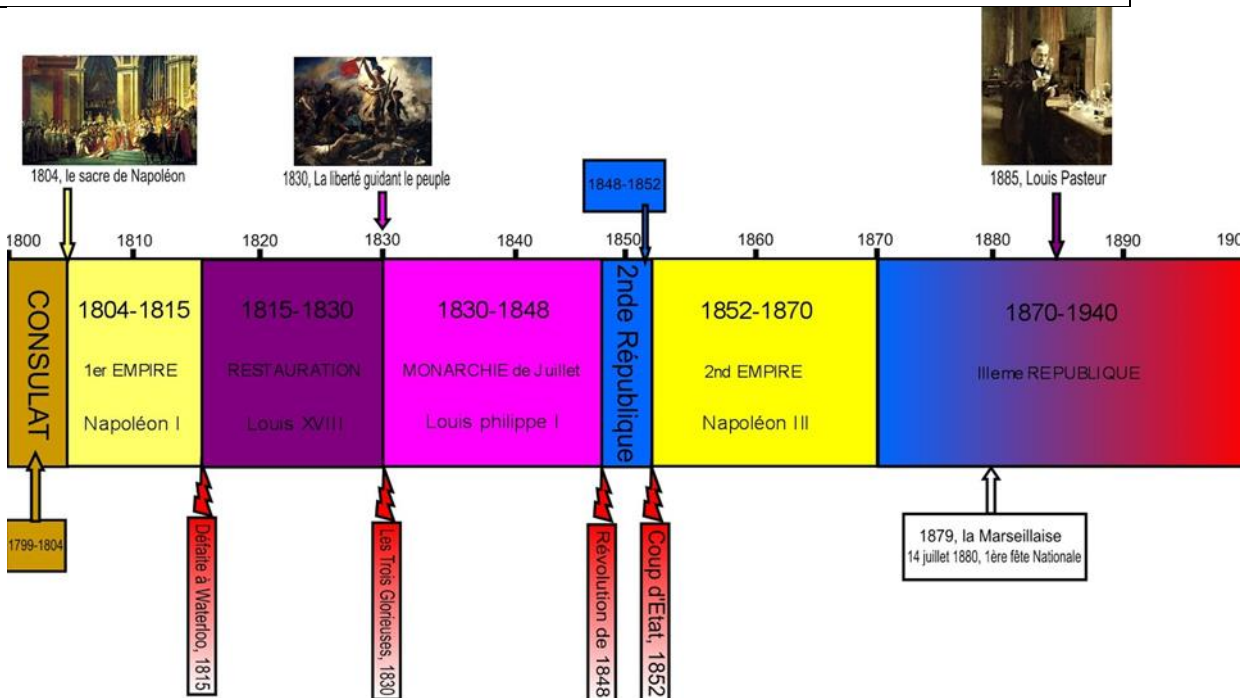 1804, le sacre de Napoléon
1830, La liberté guidant le peuple
1848-1852
1885, Louis Pasteur
1800
1810
1820
1830
1840
1850
1860
1870
1880
1890
190
CONSULAT
1804-1815
1er EMPIRE
Napoléon I
1815-1830
RESTAURATION
Louis XVIII
1830-1848
MONARCHIE de Juillet
Louis philippe I
2nde République
1852-1870
2nd EMPIRE
Napoléon III
1870-1940
IIIeme REPUBLIQUE
1799-1804
Défaite à Waterloo, 1815
Les Trois Glorieuses, 1830
Révolution de 1848
Coup d'Etat, 1852
1879, la Marseillaise
14 juillet 1880, 1ère fête Nationale